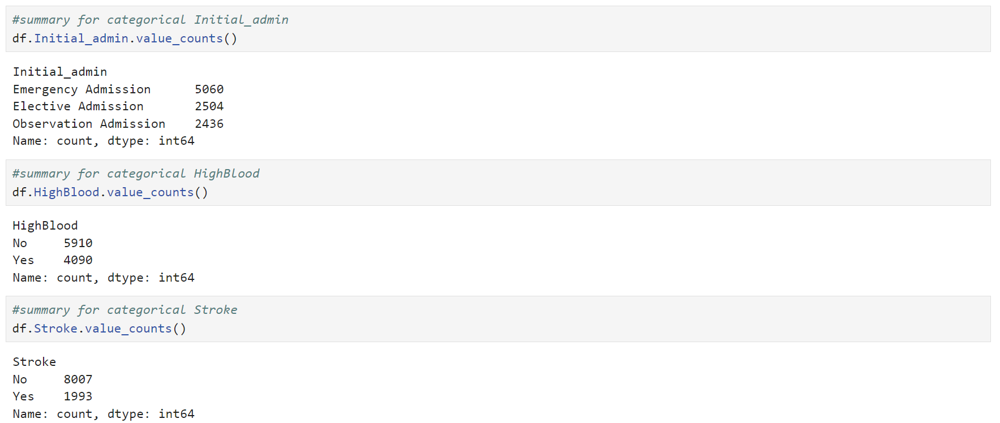 #summary for categorical Initial_admin
df.Initial_admin.value_counts()
Initial_admin
Emergency Admission      5060
Elective Admission       2504
Observation Admission    2436
Name: count, dtype: int64
#summary for categorical HighBlood
df.HighBlood.value_counts()
HighBlood
No     5910
Yes    4090
Name: count, dtype: int64
#summary for categorical Stroke
df.Stroke.value_counts()
Stroke
No     8007
Yes    1993
Name: count, dtype: int64